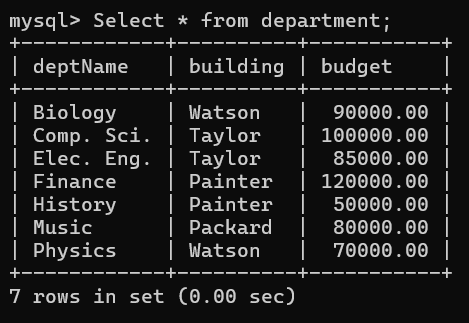 mysql> Select * from department;
+------------+----------+-----------+
| deptName   | building | budget    |
+------------+----------+-----------+
| Biology    | Watson   |  90000.00 |
| Comp. Sci. | Taylor   | 100000.00 |
| Elec. Eng. | Taylor   |  85000.00 |
| Finance    | Painter  | 120000.00 |
| History    | Painter  |  50000.00 |
| Music      | Packard  |  80000.00 |
| Physics    | Watson   |  70000.00 |
+------------+----------+-----------+
7 rows in set (0.00 sec)